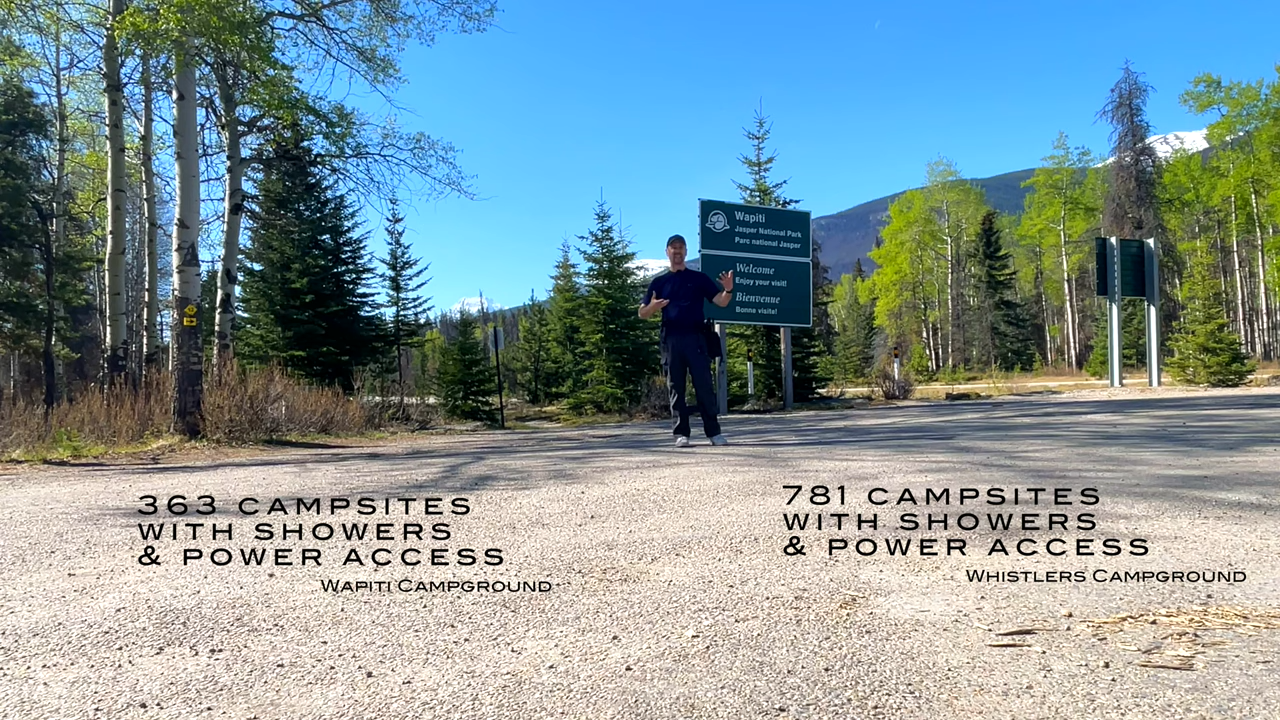 Wapiti
Jasper National Park
Parc national Jasper
Welcome
Enjoy your visit!
Bienvenue
Bonne visite!
363 CAMPSITES
WITH SHOWERS
& POWER ACCESS
WAPITI CAMPGROUND
781 CAMPSITES
WITH SHOWERS
& POWER ACCESS
WHISTLERS CAMPGROUND